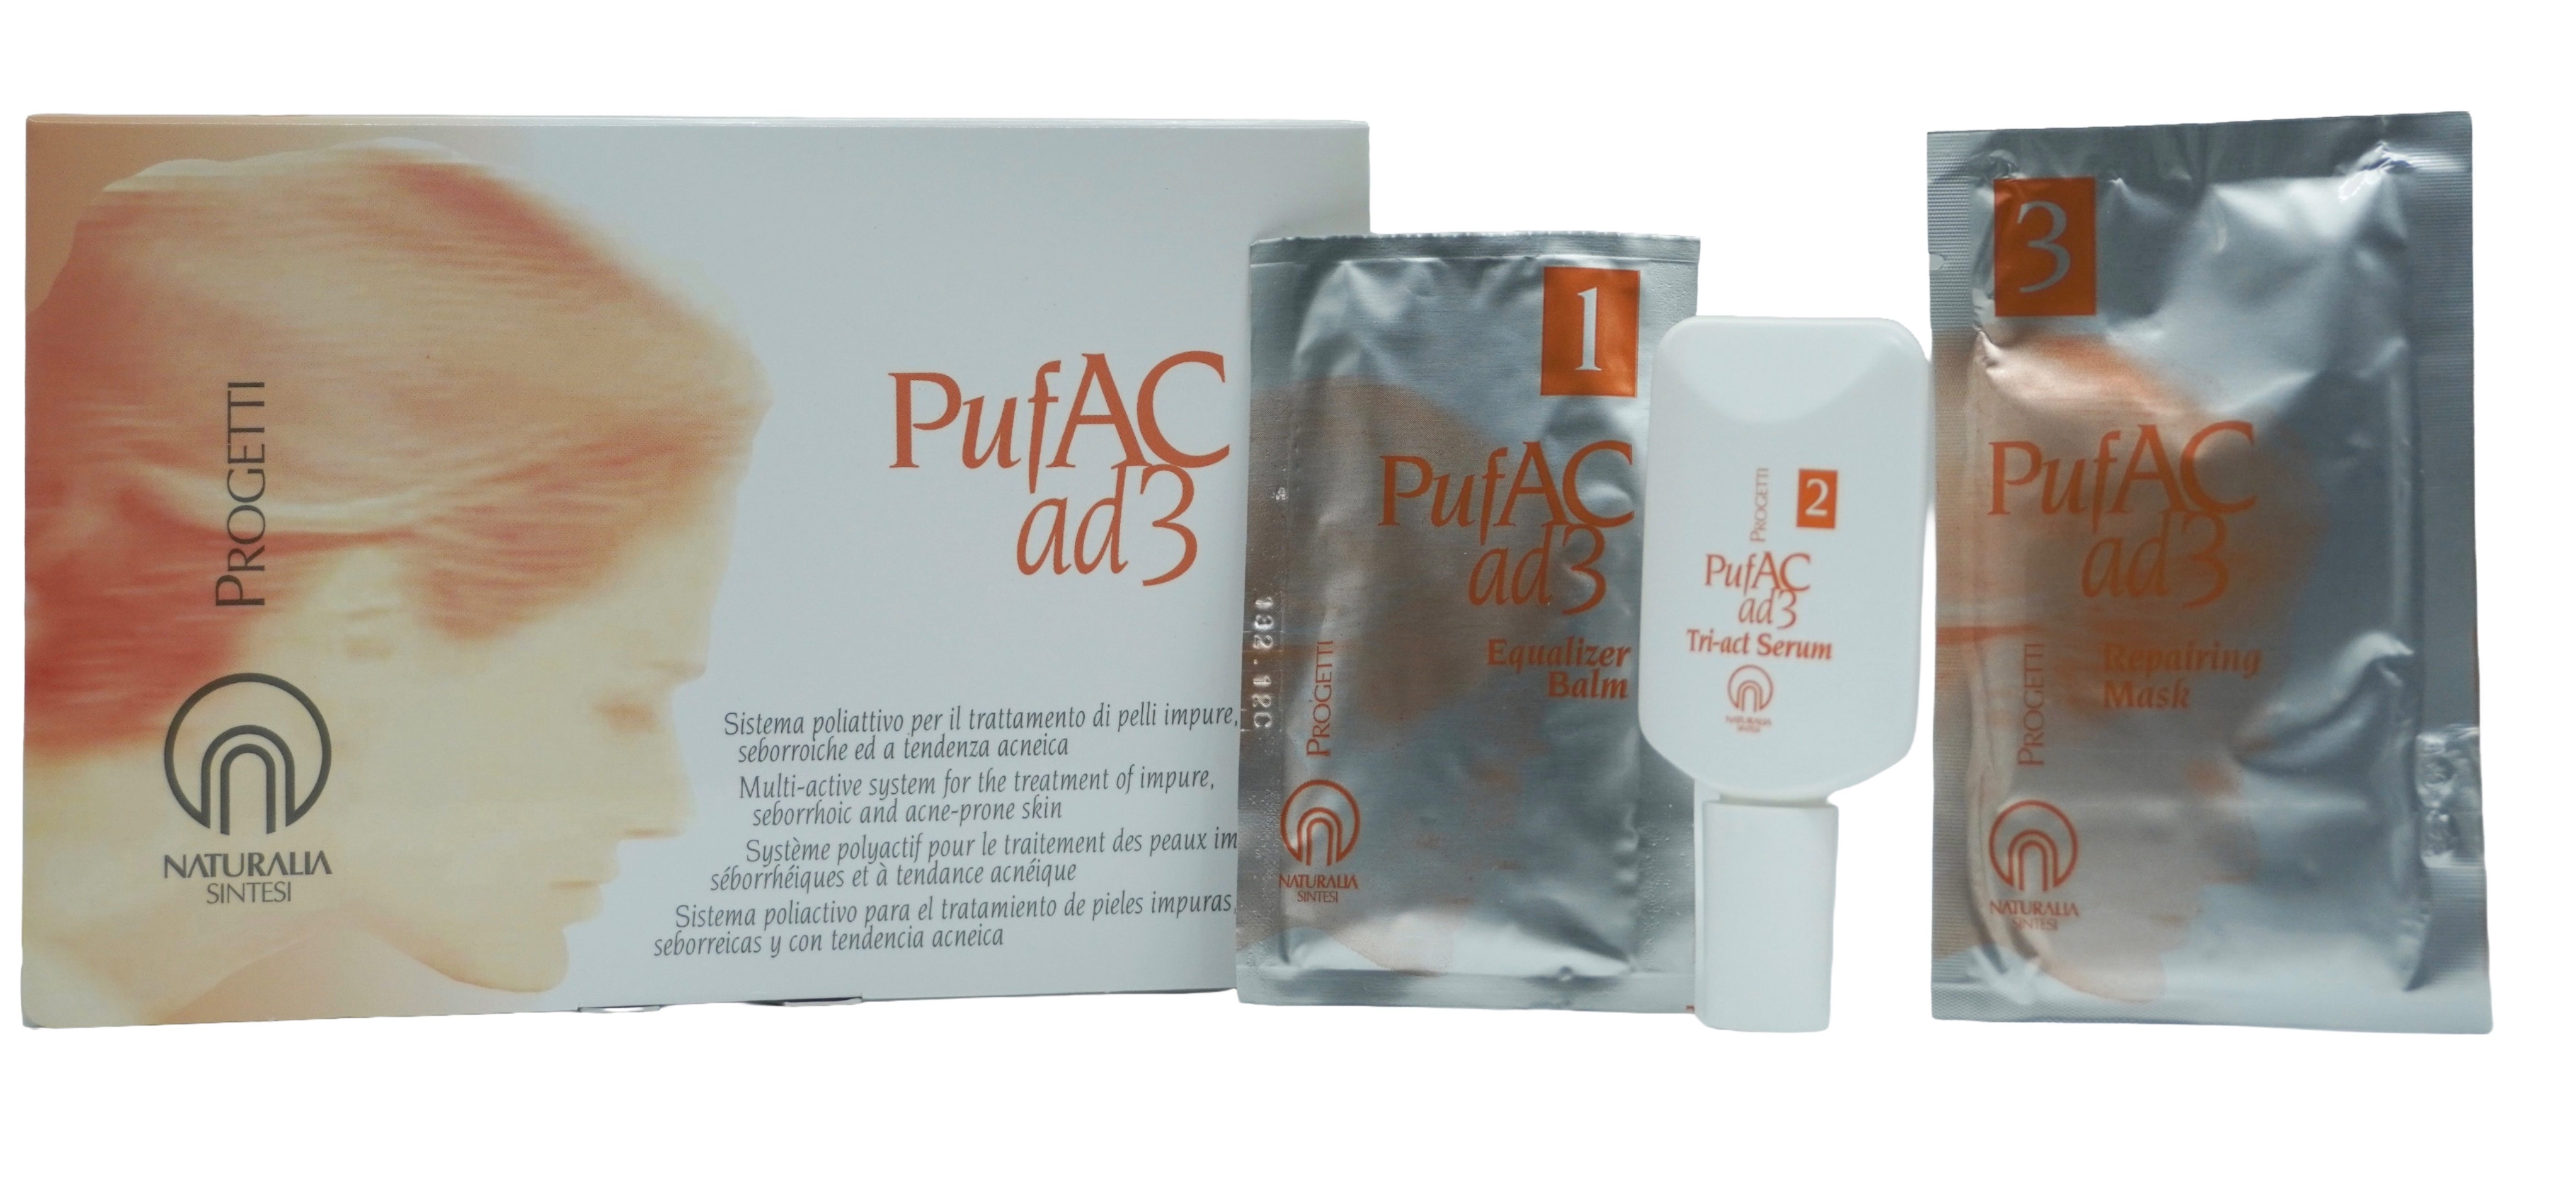 PROGETTI
NATURALIA
SINTESI
PufAC
ad3
Sistema poliattivo per il trattamento di pelli impure,
seborroiche ed a tendenza acneica
Multi-active system for the treatment of impure,
seborrhoic and acne-prone skin
Système polyactif pour le traitement des peaux im
séborrhéiques et à tendance acnéique
Sistema poliactivo para el tratamiento de pieles impuras,
seborreicas y con tendencia acneica
1
PufAC
ad3
Equalizer
Balm
PROGETTI
NATURALIA
SINTESI
2
PROGETTI
PufAC
ad3
Tri-act Serum
NATURALIA
SINTESI
3
PufAC
ad3
Repairing
Mask
PROGETTI
NATURALIA
SINTESI